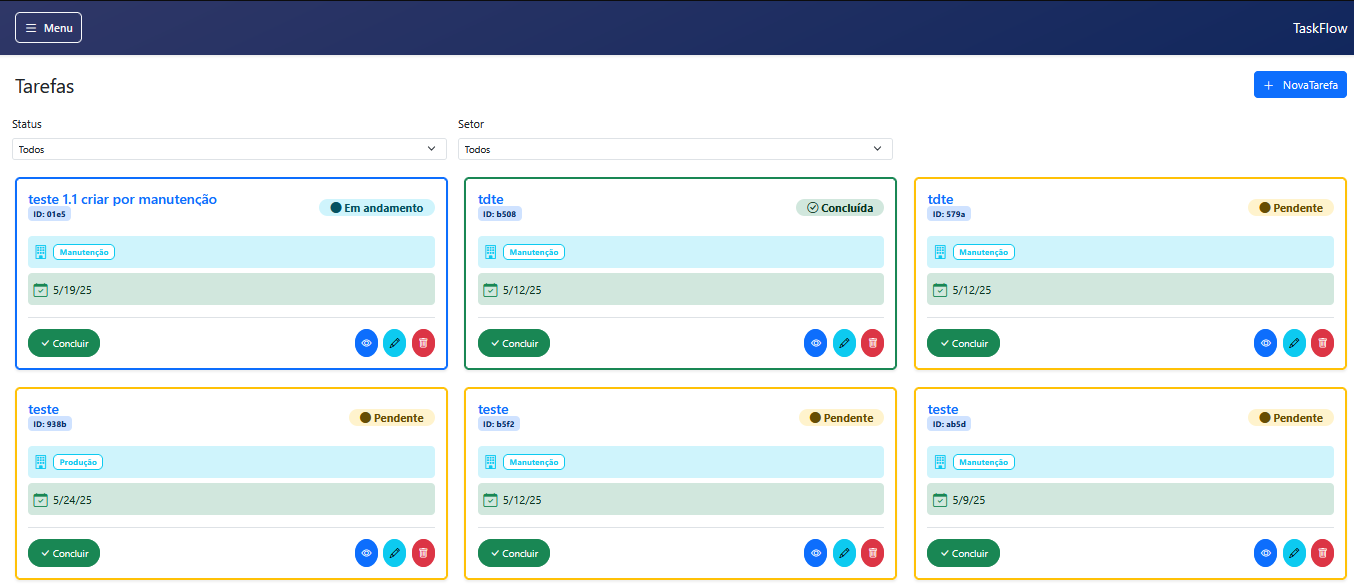 Menu
TaskFlow
Tarefas
NovaTarefa
Status
Setor
Todos
Todos
teste 1.1 criar por manutenção
ID: 01e5
Em andamento
Manutenção
5/19/25
Concluir
tdte
ID: b508
Concluída
Manutenção
5/12/25
Concluir
tdte
ID: 579a
Pendente
Manutenção
5/12/25
Concluir
teste
ID: 938b
Pendente
Produção
5/24/25
Concluir
teste
ID: b5f2
Pendente
Manutenção
5/12/25
Concluir
teste
ID: ab5d
Pendente
Manutenção
5/9/25
Concluir